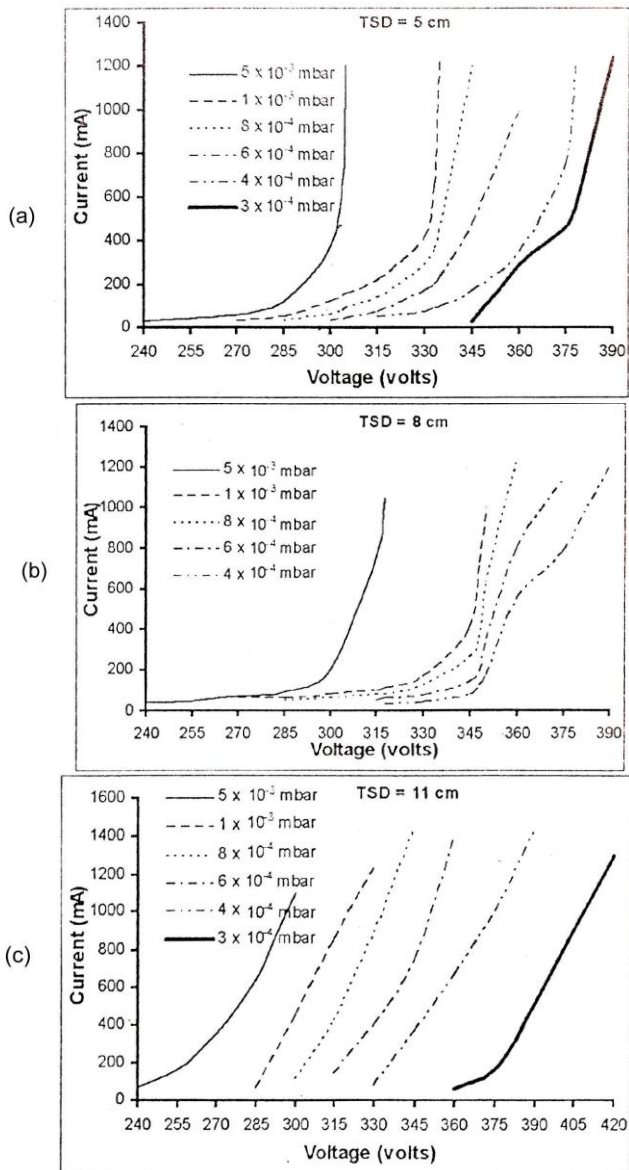 (a)
TSD = 5 cm
Current (mA)
1400
1200
1000
800
600
400
200
0
5 x 10⁻³ mbar
1 x 10⁻³ mbar
8 x 10⁻⁴ mbar
6 x 10⁻⁴ mbar
4 x 10⁻⁴ mbar
3 x 10⁻⁴ mbar
240 255 270 285 300 315 330 345 360 375 390
Voltage (volts)
(b)
TSD = 8 cm
Current (mA)
1400
1200
1000
800
600
400
200
0
5 x 10⁻³ mbar
1 x 10⁻³ mbar
8 x 10⁻⁴ mbar
6 x 10⁻⁴ mbar
4 x 10⁻⁴ mbar
240 255 270 285 300 315 330 345 360 375 390
Voltage (volts)
(c)
TSD = 11 cm
Current (mA)
1600
1400
1200
1000
800
600
400
200
0
5 x 10⁻³ mbar
1 x 10⁻³ mbar
8 x 10⁻⁴ mbar
6 x 10⁻⁴ mbar
4 x 10⁻⁴ mbar
3 x 10⁻⁴ mbar
240 255 270 285 300 315 330 345 360 375 390 405 420
Voltage (volts)